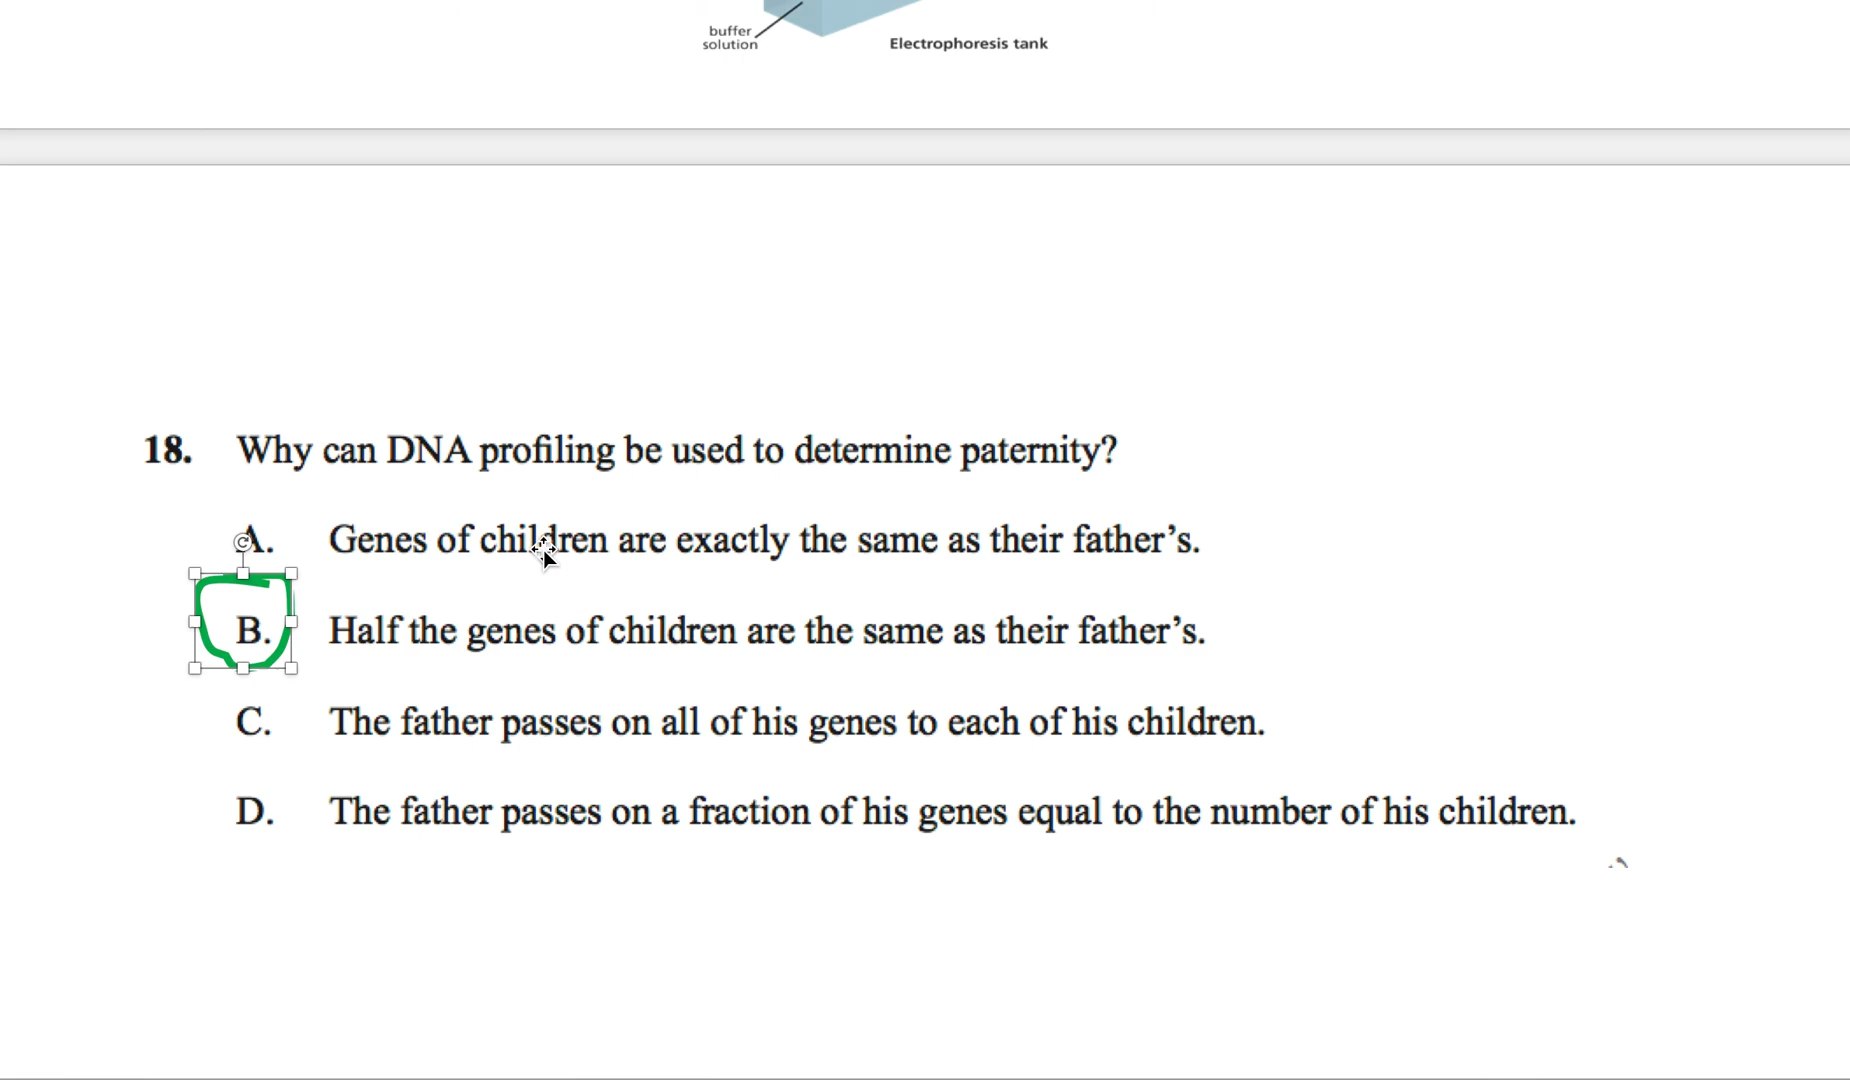 buffer
solution
Electrophoresis tank
18. Why can DNA profiling be used to determine paternity?
A. Genes of children are exactly the same as their father’s.
B. Half the genes of children are the same as their father’s.
C. The father passes on all of his genes to each of his children.
D. The father passes on a fraction of his genes equal to the number of his children.